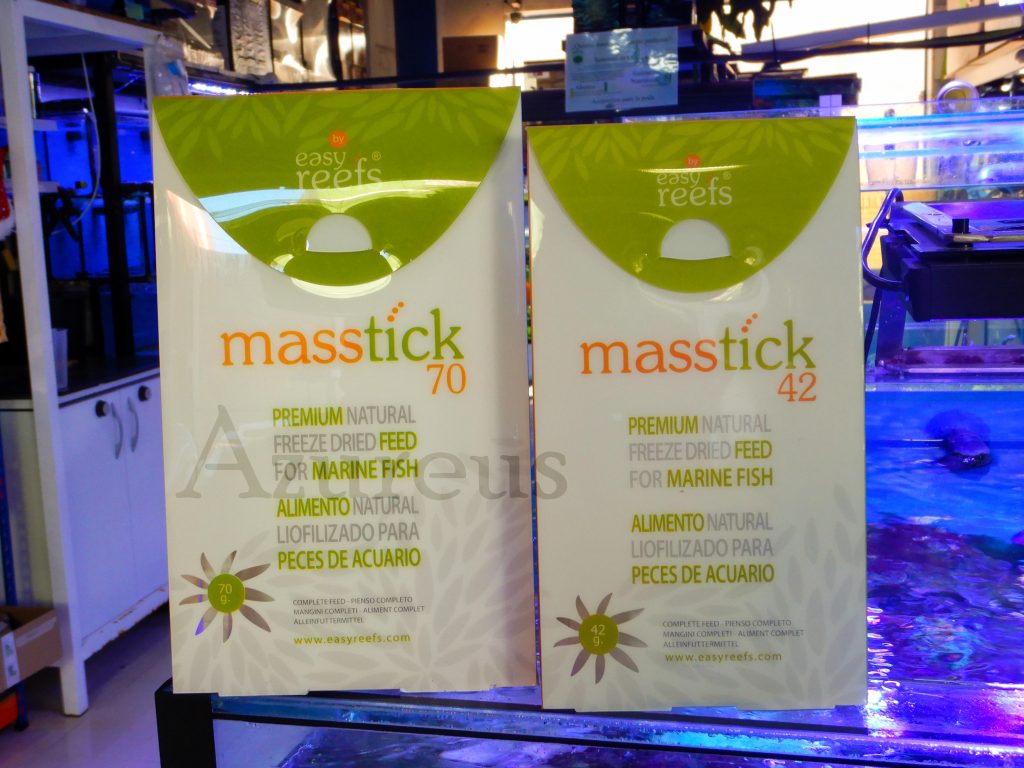 by
easy
reefs®
masstick
70
PREMIUM NATURAL
FREEZE DRIED FEED
FOR MARINE FISH
ALIMENTO NATURAL
LIOFILIZADO PARA
PECES DE ACUARIO
70
g.
COMPLETE FEED - PIENSO COMPLETO
MANGINI COMPLETI - ALIMENT COMPLET
ALLEINFUTTERMITTEL
www.easyreefs.com
by
easy
reefs®
masstick
42
PREMIUM NATURAL
FREEZE DRIED FEED
FOR MARINE FISH
ALIMENTO NATURAL
LIOFILIZADO PARA
PECES DE ACUARIO
42
g.
COMPLETE FEED - PIENSO COMPLETO
MANGINI COMPLETI - ALIMENT COMPLET
ALLEINFUTTERMITTEL
www.easyreefs.com
Azureus